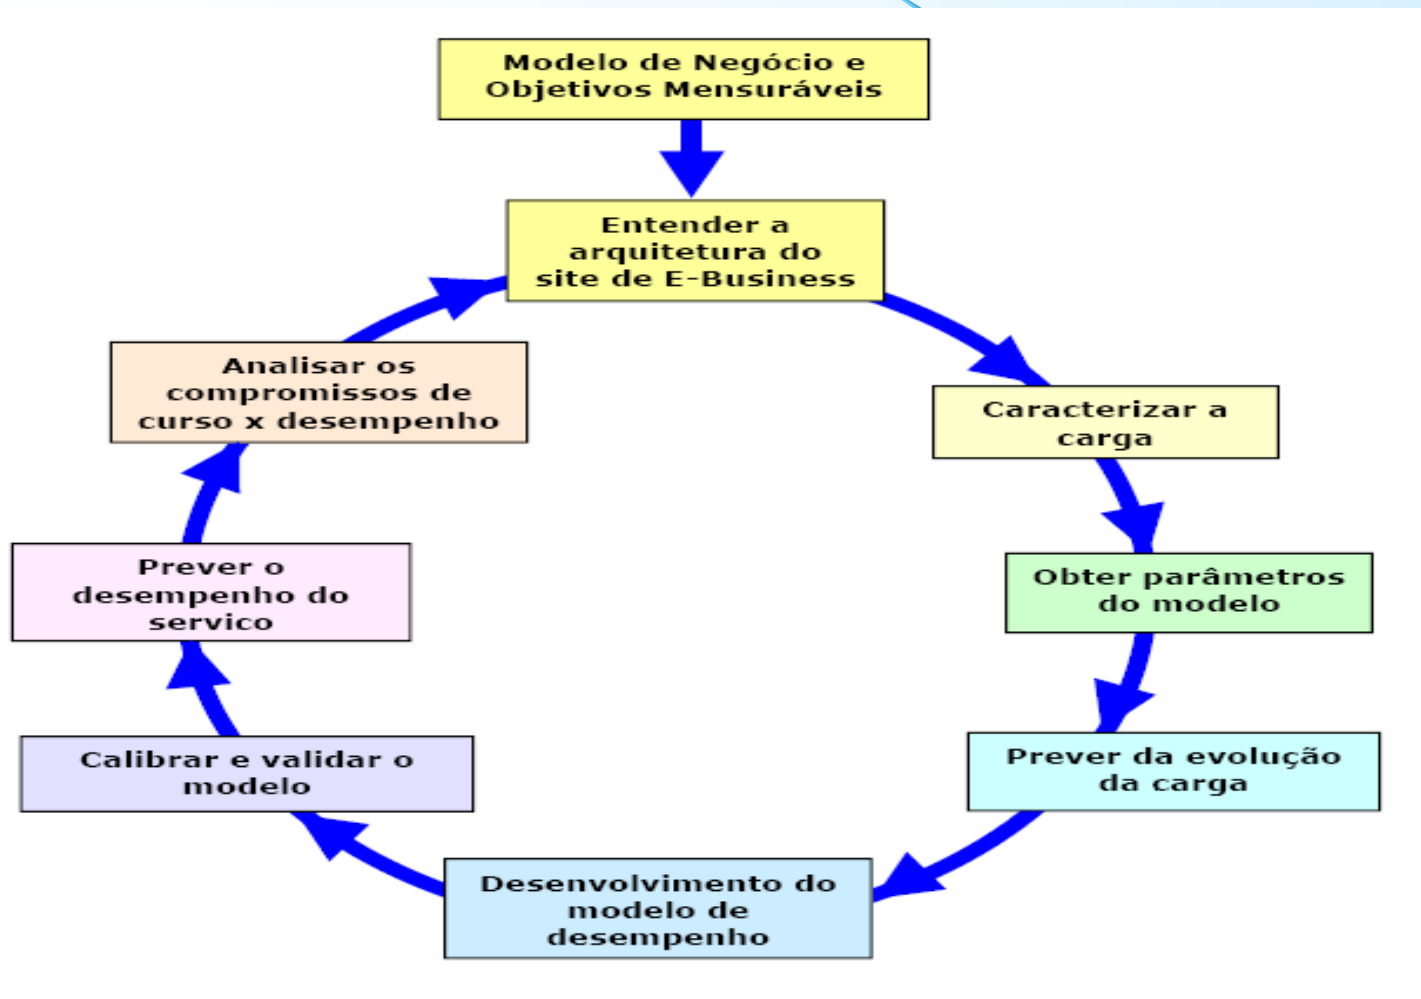 Modelo de Negócio e
Objetivos Mensuráveis
Entender a
arquitetura do
site de E-Business
Caracterizar a
carga
Obter parâmetros
do modelo
Prever da evolução
da carga
Desenvolvimento do
modelo de
desempenho
Calibrar e validar o
modelo
Prever o
desempenho do
servico
Analisar os
compromissos de
curso x desempenho